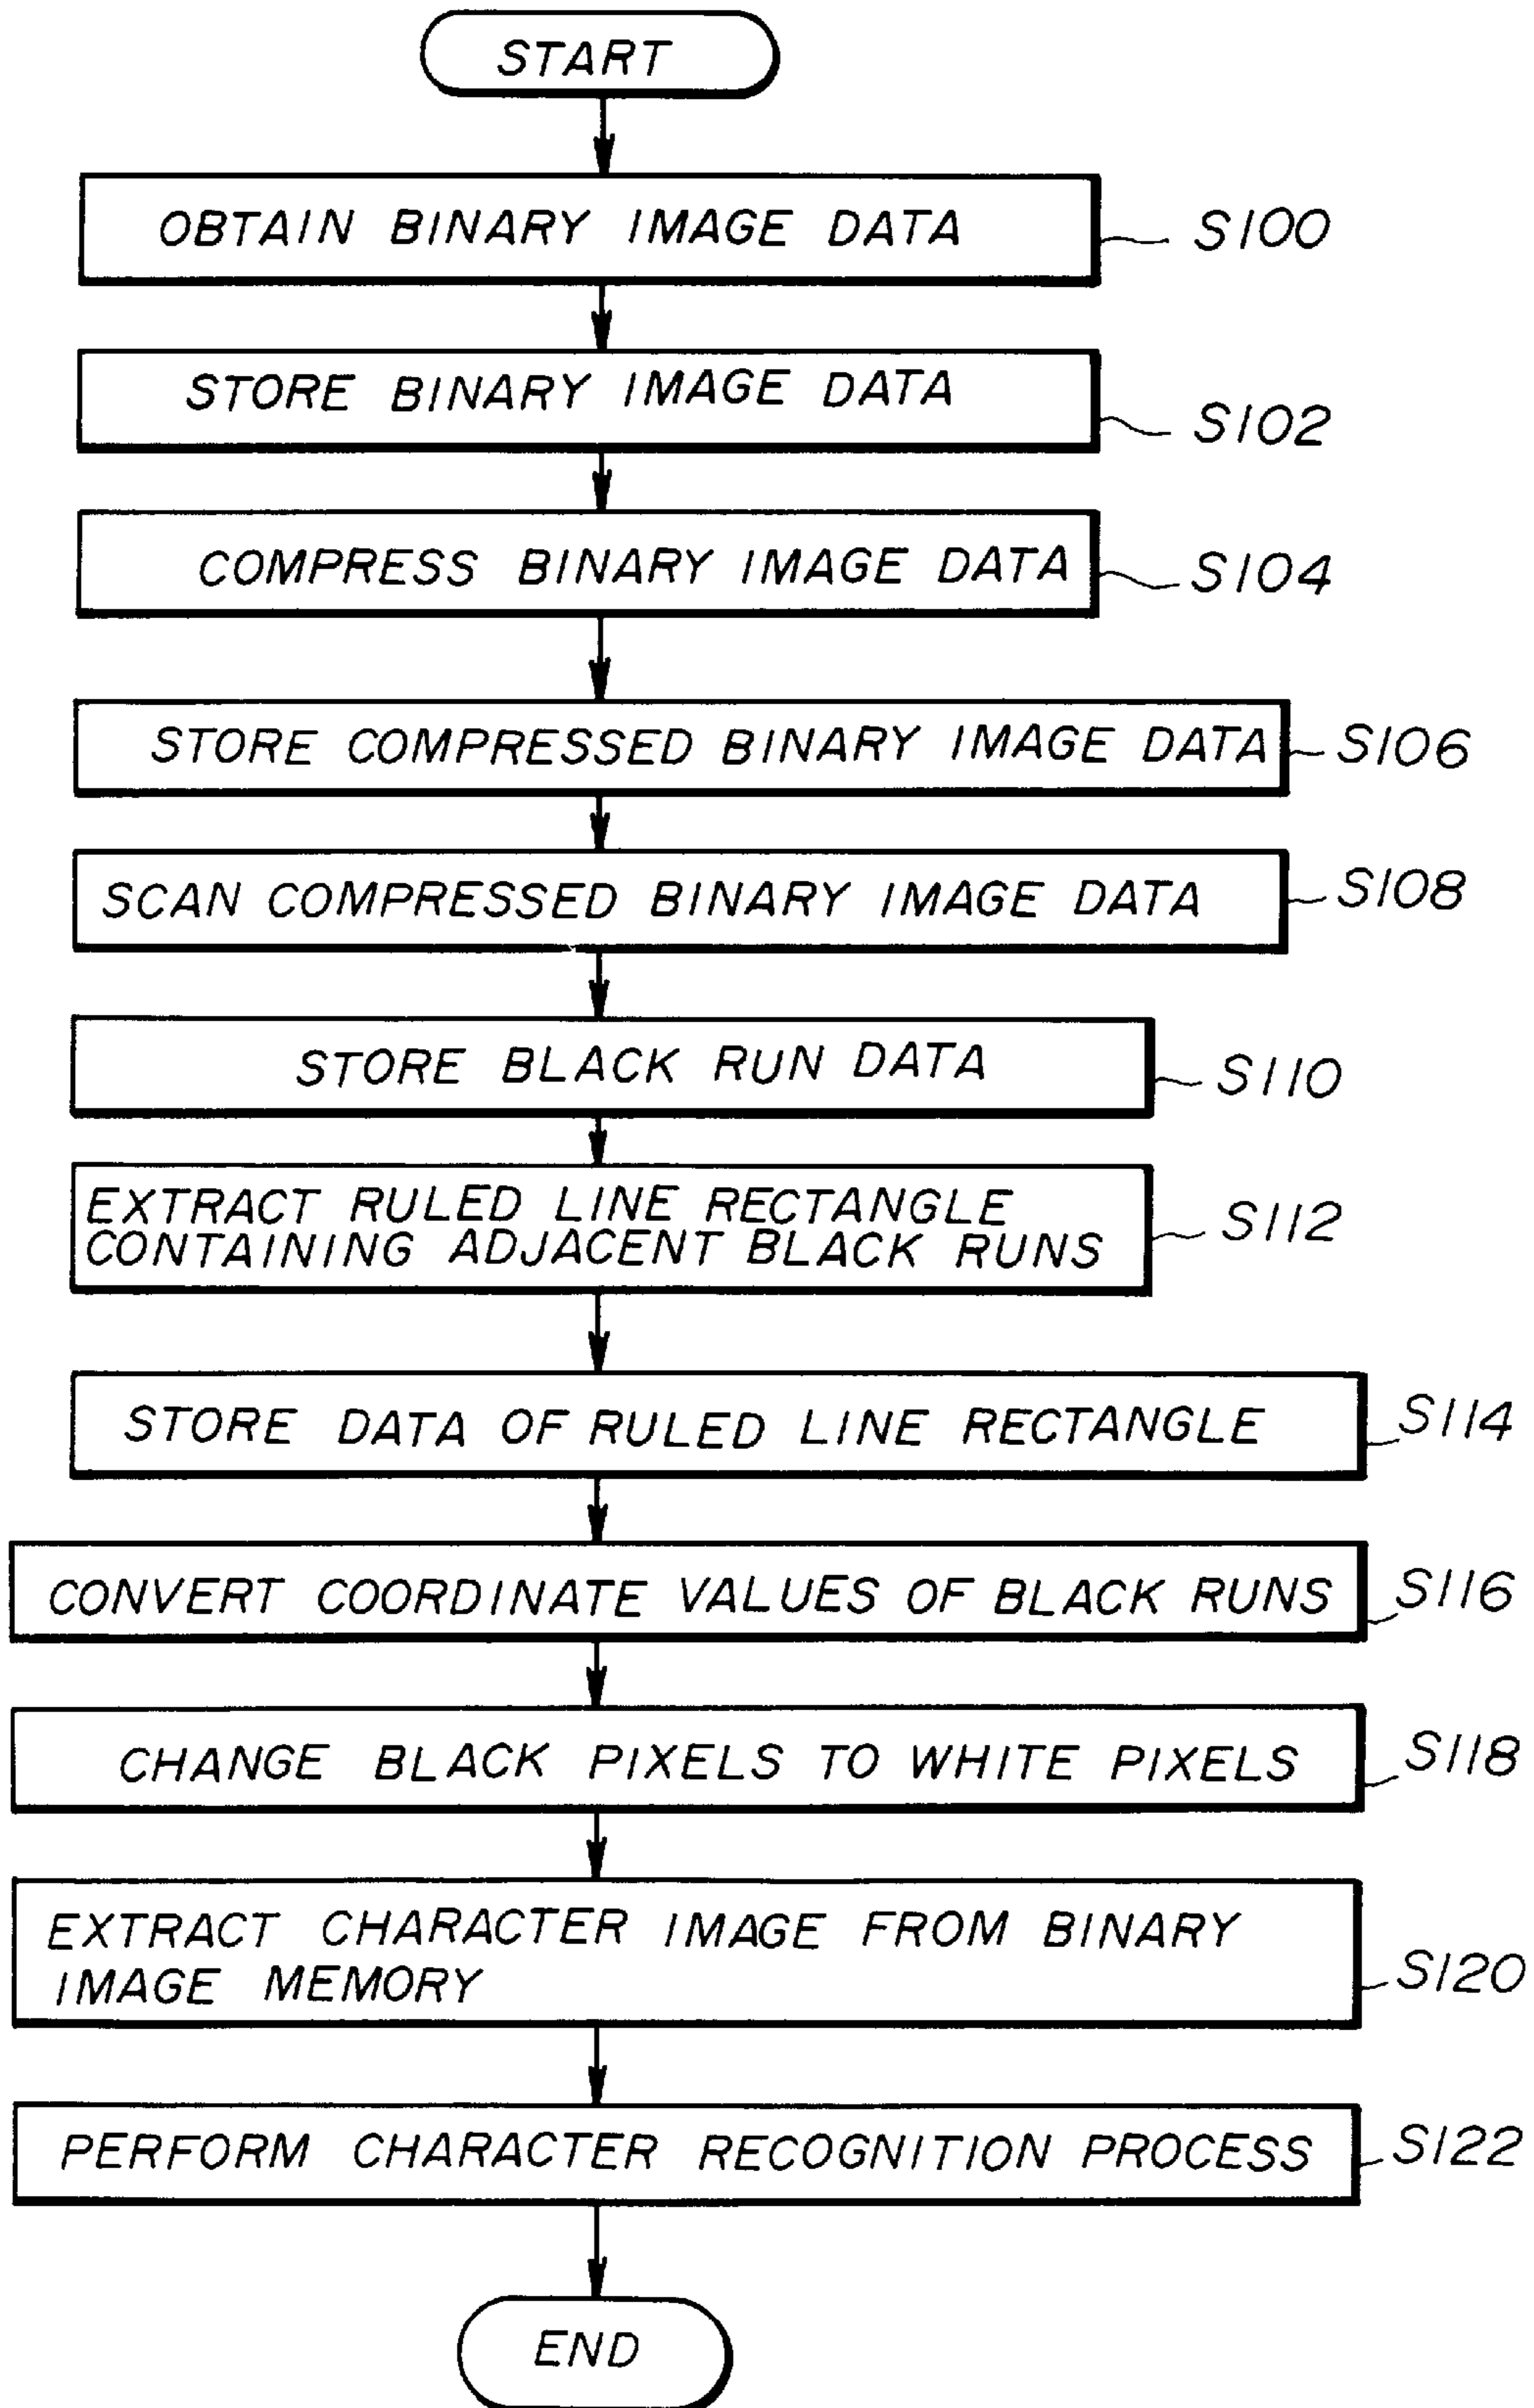 START
OBTAIN BINARY IMAGE DATA
S100
STORE BINARY IMAGE DATA
S102
COMPRESS BINARY IMAGE DATA
S104
STORE COMPRESSED BINARY IMAGE DATA
S106
SCAN COMPRESSED BINARY IMAGE DATA
S108
STORE BLACK RUN DATA
S110
EXTRACT RULED LINE RECTANGLE
CONTAINING ADJACENT BLACK RUNS
S112
STORE DATA OF RULED LINE RECTANGLE
S114
CONVERT COORDINATE VALUES OF BLACK RUNS
S116
CHANGE BLACK PIXELS TO WHITE PIXELS
S118
EXTRACT CHARACTER IMAGE FROM BINARY
IMAGE MEMORY
S120
PERFORM CHARACTER RECOGNITION PROCESS
S122
END